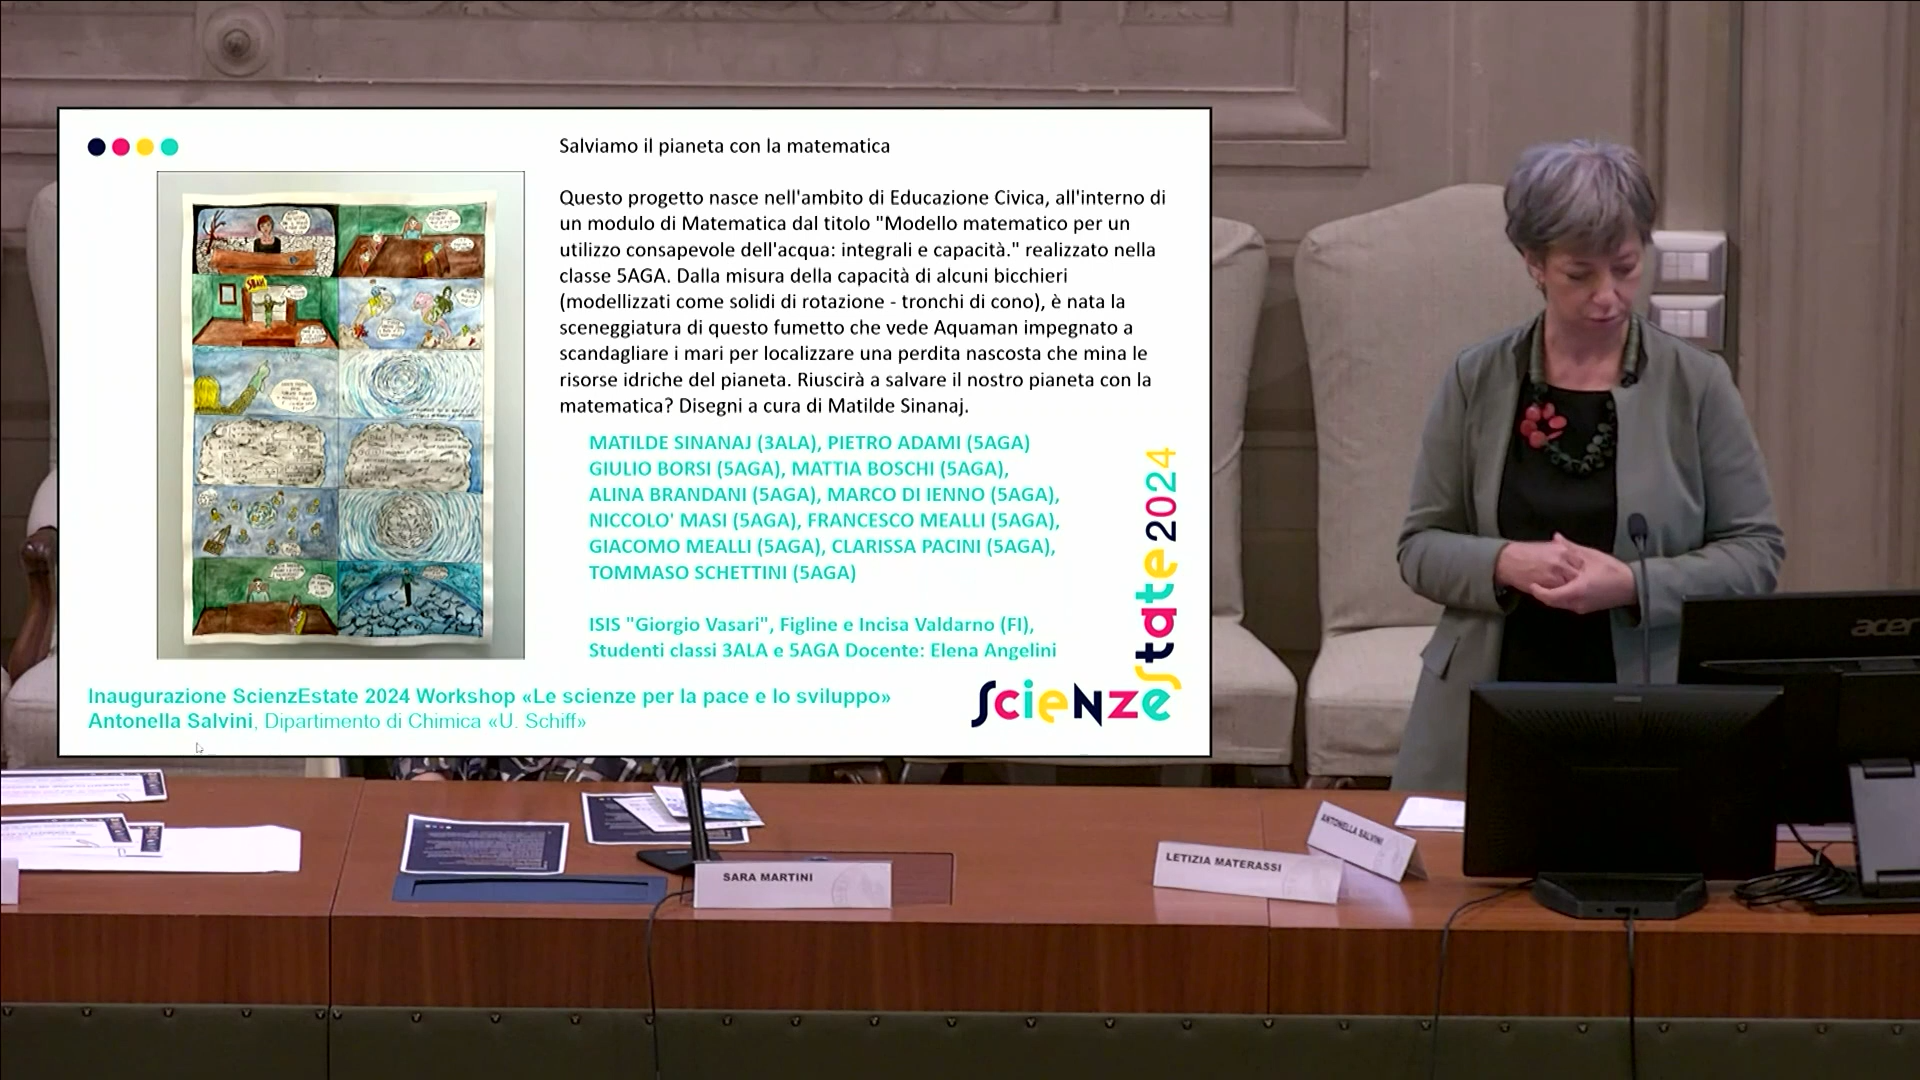 Salviamo il pianeta con la matematica
Questo progetto nasce nell'ambito di Educazione Civica, all'interno di
un modulo di Matematica dal titolo "Modello matematico per un
utilizzo consapevole dell'acqua: integrali e capacità." realizzato nella
classe 5AGA. Dalla misura della capacità di alcuni bicchieri
(modellizzati come solidi di rotazione - tronchi di cono), è nata la
sceneggiatura di questo fumetto che vede Aquaman impegnato a
scandagliare i mari per localizzare una perdita nascosta che mina le
risorse idriche del pianeta. Riuscirà a salvare il nostro pianeta con la
matematica? Disegni a cura di Matilde Sinanaj.
MATILDE SINANAJ (3ALA), PIETRO ADAMI (5AGA)
GIULIO BORSI (5AGA), MATTIA BOSCHI (5AGA),
ALINA BRANDANI (5AGA), MARCO DI IENNO (5AGA),
NICCOLO' MASI (5AGA), FRANCESCO MEALLI (5AGA),
GIACOMO MEALLI (5AGA), CLARISSA PACINI (5AGA),
TOMMASO SCHETTINI (5AGA)
ISIS "Giorgio Vasari", Figline e Incisa Valdarno (FI),
Studenti classi 3ALA e 5AGA Docente: Elena Angelini
Inaugurazione ScienzEstate 2024 Workshop «Le scienze per la pace e lo sviluppo»
Antonella Salvini, Dipartimento di Chimica «U. Schiff»
ScieNzeState2024
acer
SARA MARTINI
LETIZIA MATERASSI
ANTONELLA SALVINI